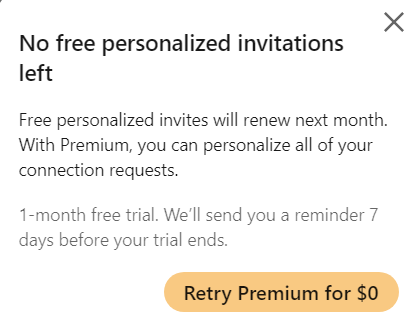 No free personalized invitations
left
Free personalized invites will renew next month.
With Premium, you can personalize all of your
connection requests.
1-month free trial. We’ll send you a reminder 7
days before your trial ends.
Retry Premium for $0